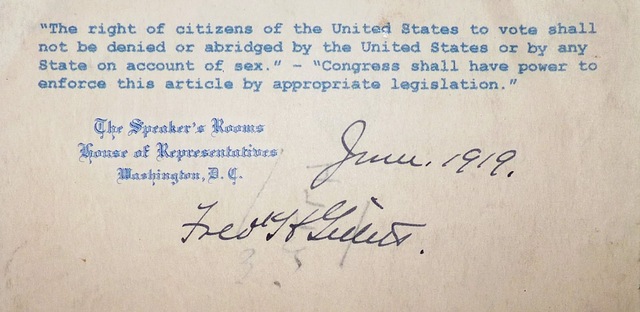 "The right of citizens of the United States to vote shall
not be denied or abridged by the United States or by any
State on account of sex." - "Congress shall have power to
enforce this article by appropriate legislation."
The Speaker's Rooms
House of Representatives
Washington, D. C.
June. 1919.
Fred'k H Gillett.